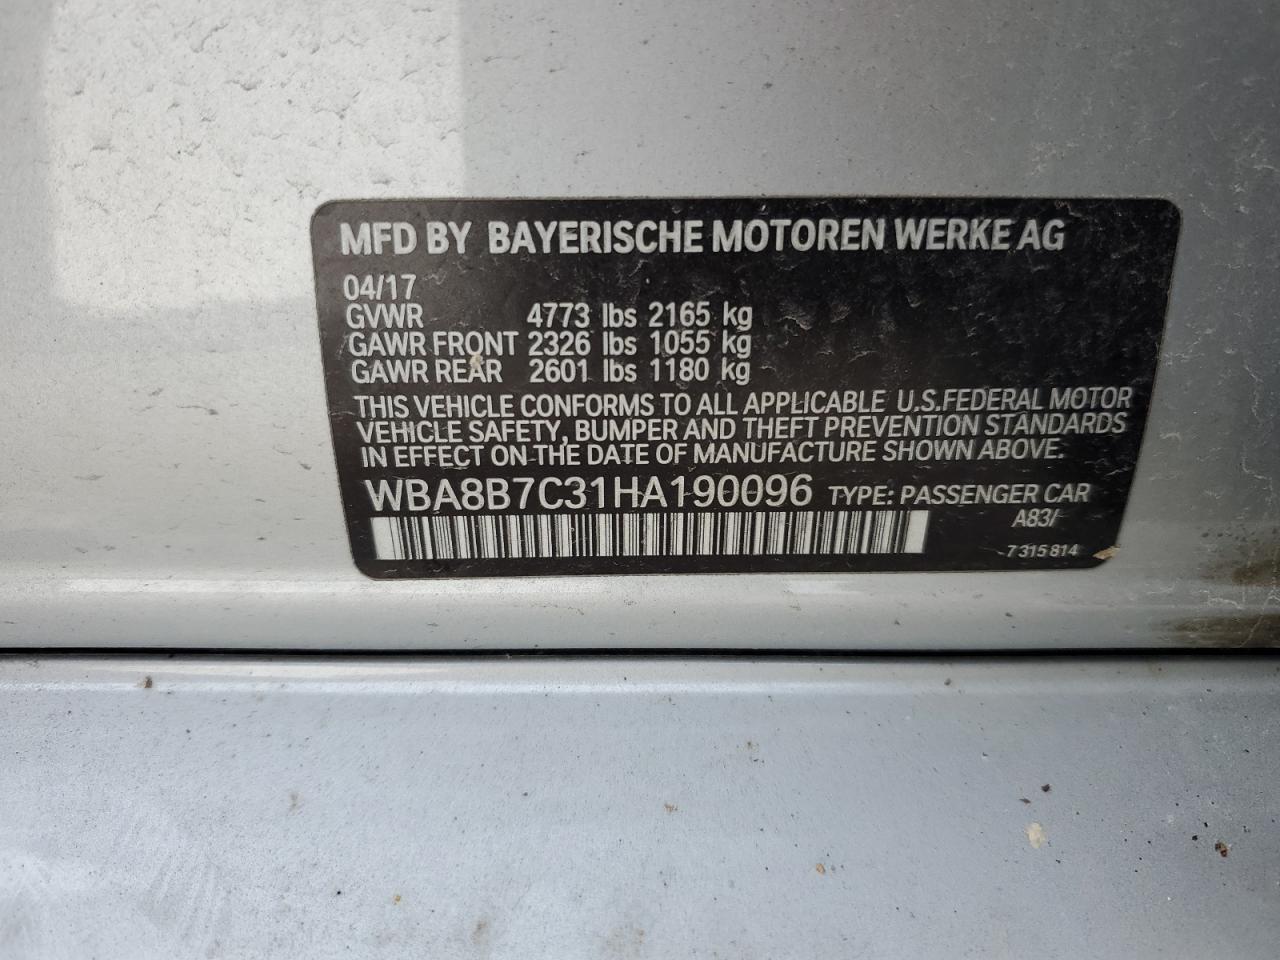 MFD BY BAYERISCHE MOTOREN WERKE AG
04/17
GVWR 4773 lbs 2165 kg
GAWR FRONT 2326 lbs 1055 kg
GAWR REAR 2601 lbs 1180 kg
THIS VEHICLE CONFORMS TO ALL APPLICABLE U.S.FEDERAL MOTOR
VEHICLE SAFETY, BUMPER AND THEFT PREVENTION STANDARDS
IN EFFECT ON THE DATE OF MANUFACTURE SHOWN ABOVE.
WBA8B7C31HA190096 TYPE: PASSENGER CAR
A83/-
7 315 814